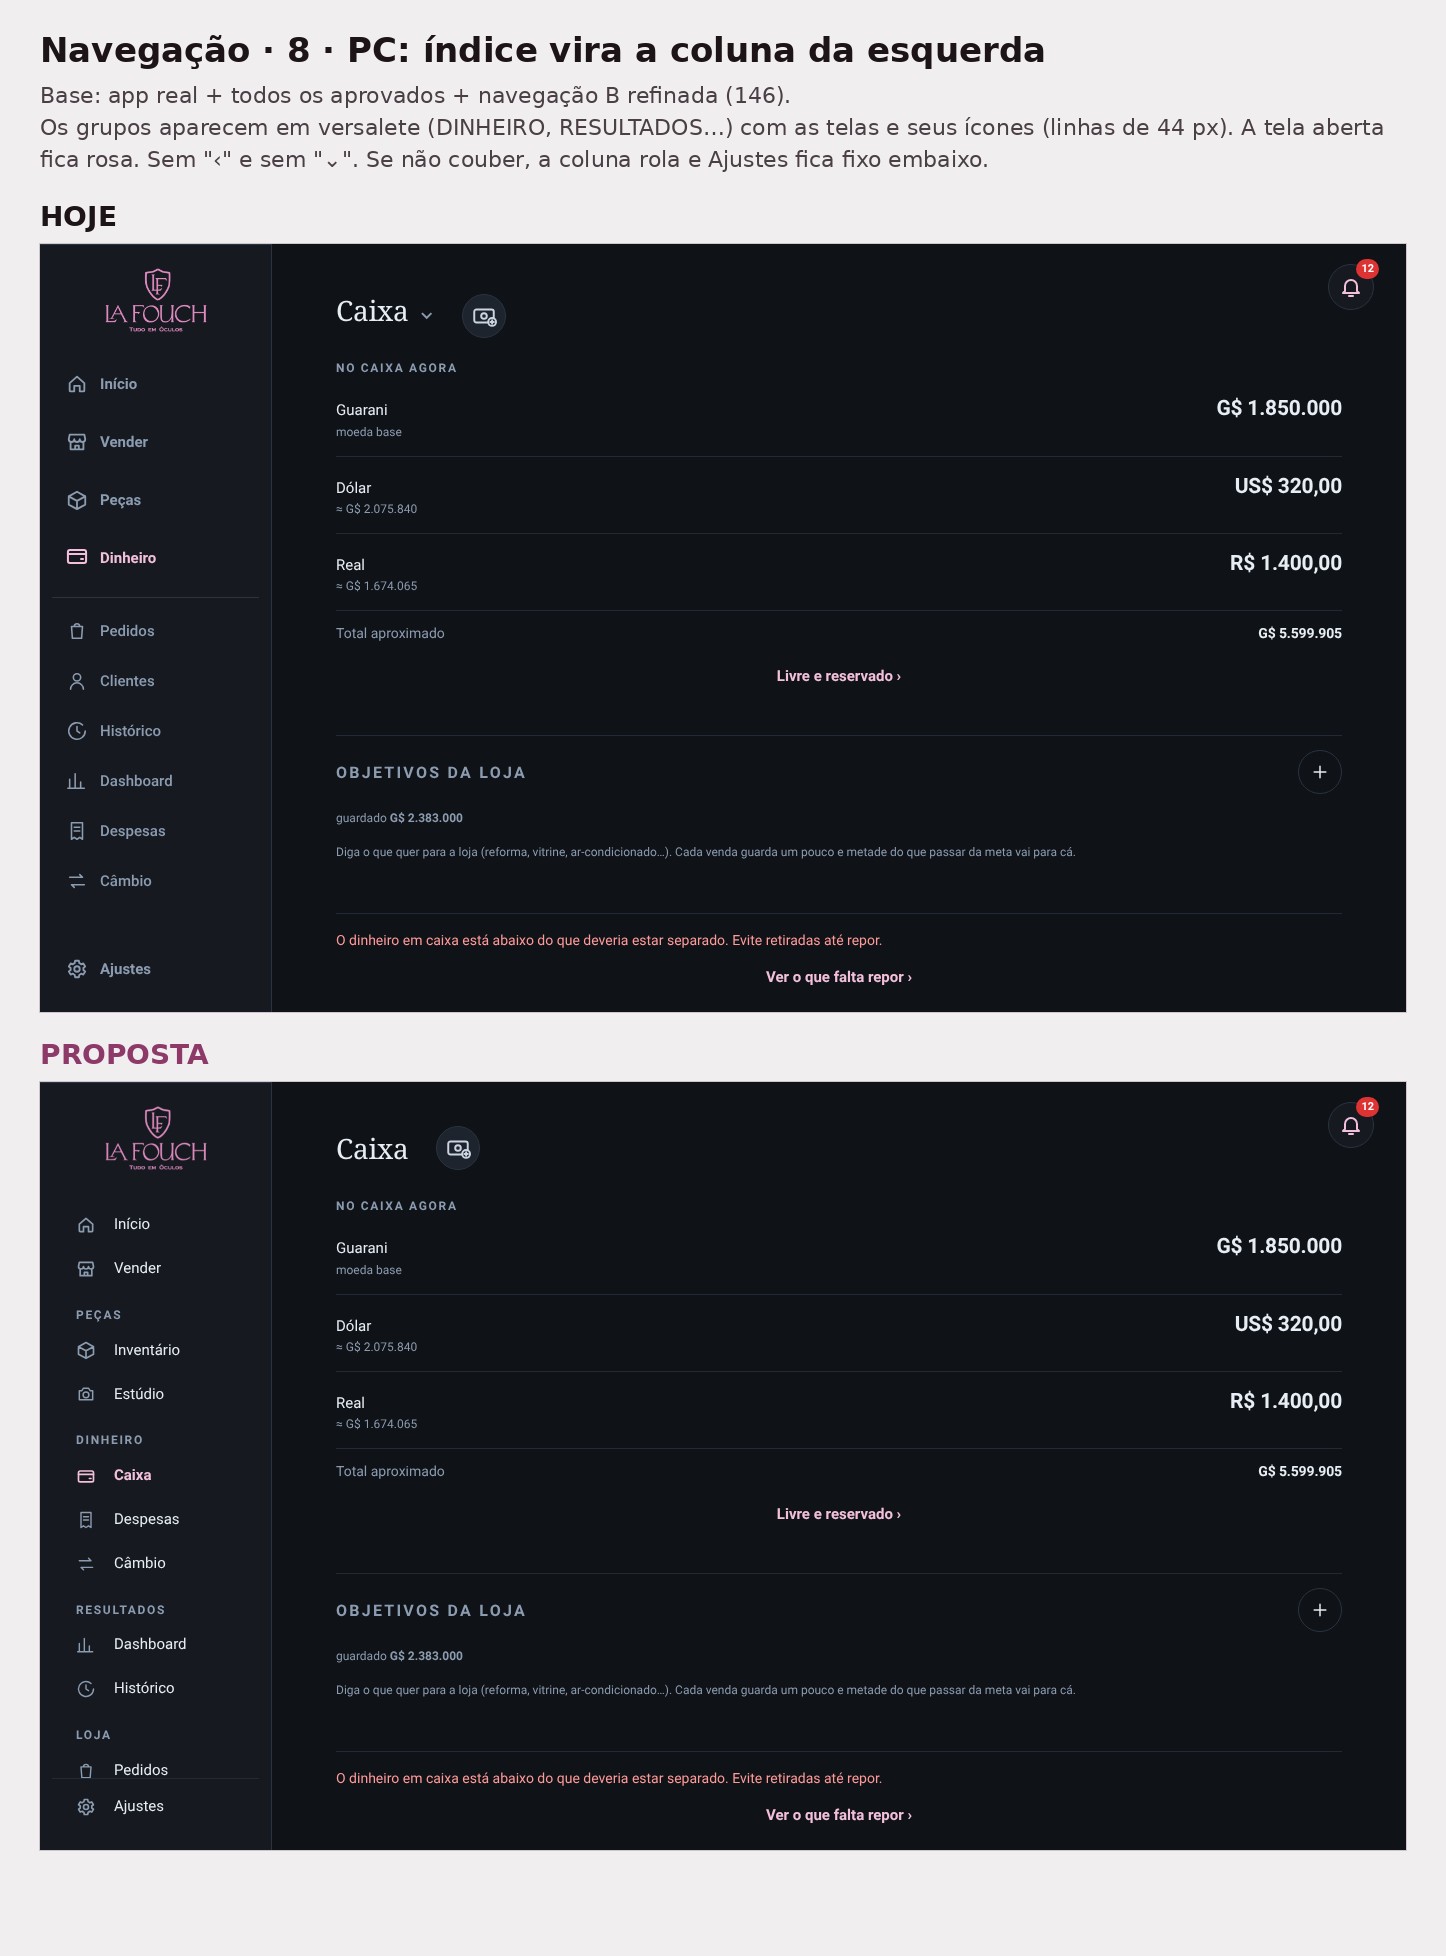 Navegação · 8 · PC: índice vira a coluna da esquerda
Base: app real + todos os aprovados + navegação B refinada (146).
Os grupos aparecem em versalete (DINHEIRO, RESULTADOS...) com as telas e seus ícones (linhas de 44 px). A tela aberta
fica rosa. Sem "‹" e sem "⌄". Se não couber, a coluna rola e Ajustes fica fixo embaixo.
HOJE
LF
LA FOUCH
TUDO EM ÓCULOS
Início
Vender
Peças
Dinheiro
Pedidos
Clientes
Histórico
Dashboard
Despesas
Câmbio
Ajustes
12
Caixa
NO CAIXA AGORA
Guarani
G$ 1.850.000
moeda base
Dólar
US$ 320,00
≈ G$ 2.075.840
Real
R$ 1.400,00
≈ G$ 1.674.065
Total aproximado
G$ 5.599.905
Livre e reservado ›
OBJETIVOS DA LOJA
+
guardado G$ 2.383.000
Diga o que quer para a loja (reforma, vitrine, ar-condicionado...). Cada venda guarda um pouco e metade do que passar da meta vai para cá.
O dinheiro em caixa está abaixo do que deveria estar separado. Evite retiradas até repor.
Ver o que falta repor ›
PROPOSTA
LF
LA FOUCH
TUDO EM ÓCULOS
Início
Vender
PEÇAS
Inventário
Estúdio
DINHEIRO
Caixa
Despesas
Câmbio
RESULTADOS
Dashboard
Histórico
LOJA
Pedidos
Ajustes
12
Caixa
NO CAIXA AGORA
Guarani
G$ 1.850.000
moeda base
Dólar
US$ 320,00
≈ G$ 2.075.840
Real
R$ 1.400,00
≈ G$ 1.674.065
Total aproximado
G$ 5.599.905
Livre e reservado ›
OBJETIVOS DA LOJA
+
guardado G$ 2.383.000
Diga o que quer para a loja (reforma, vitrine, ar-condicionado...). Cada venda guarda um pouco e metade do que passar da meta vai para cá.
O dinheiro em caixa está abaixo do que deveria estar separado. Evite retiradas até repor.
Ver o que falta repor ›